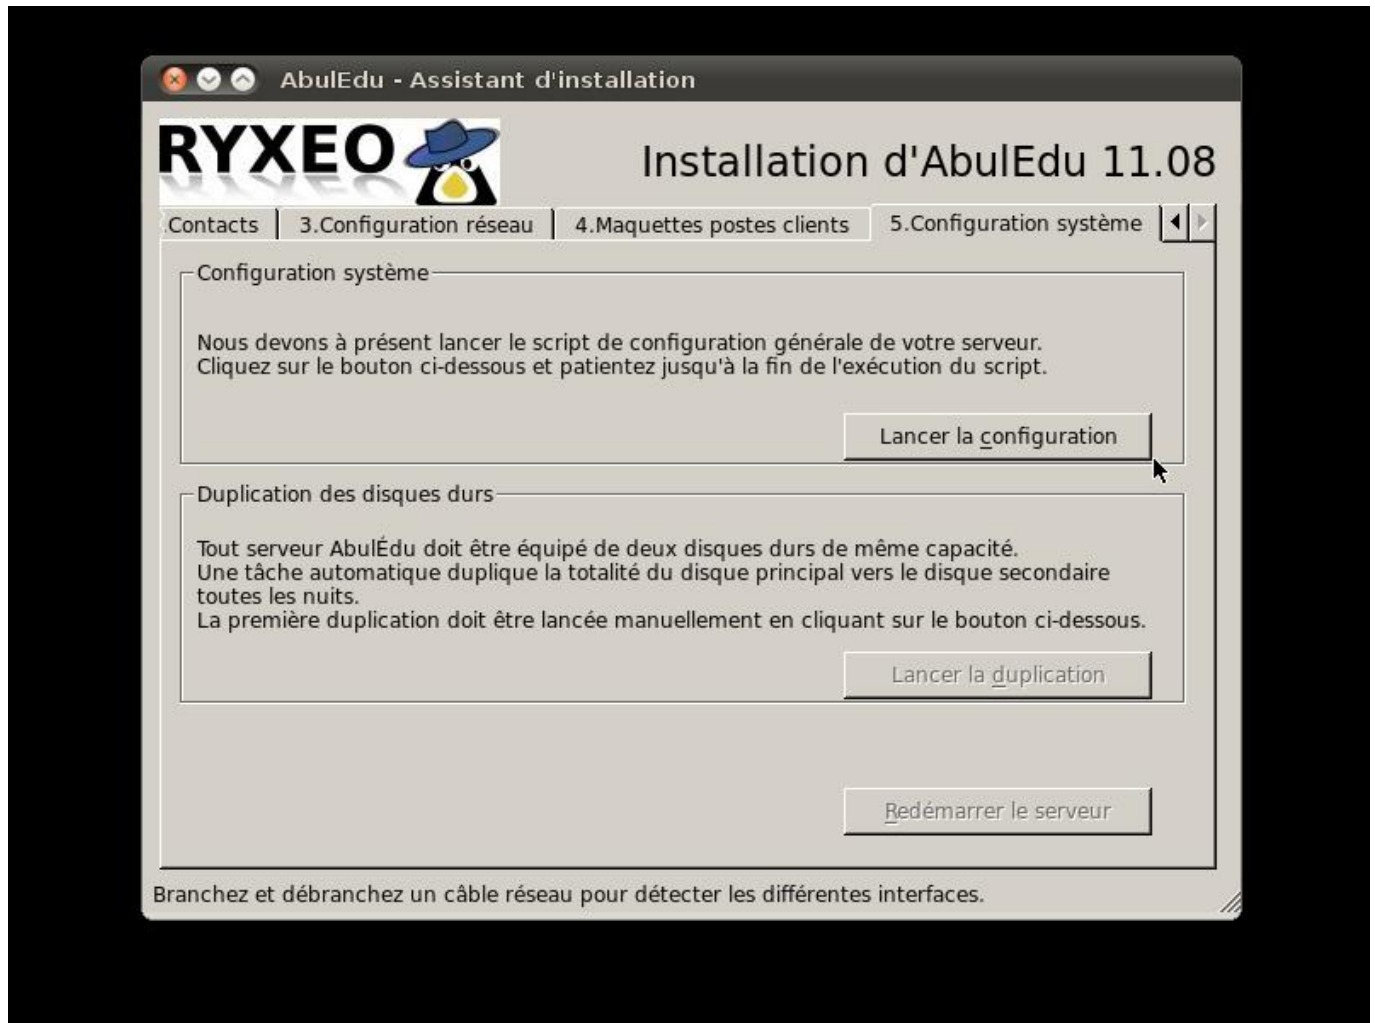 AbulEdu - Assistant d'installation
RYXEO
Installation d'AbulEdu 11.08
.Contacts
3.Configuration réseau
4.Maquettes postes clients
5.Configuration système
Configuration système
Nous devons à présent lancer le script de configuration générale de votre serveur.
Cliquez sur le bouton ci-dessous et patientez jusqu'à la fin de l'exécution du script.
Lancer la configuration
Duplication des disques durs
Tout serveur AbulÉdu doit être équipé de deux disques durs de même capacité.
Une tâche automatique duplique la totalité du disque principal vers le disque secondaire
toutes les nuits.
La première duplication doit être lancée manuellement en cliquant sur le bouton ci-dessous.
Lancer la duplication
Redémarrer le serveur
Branchez et débranchez un câble réseau pour détecter les différentes interfaces.